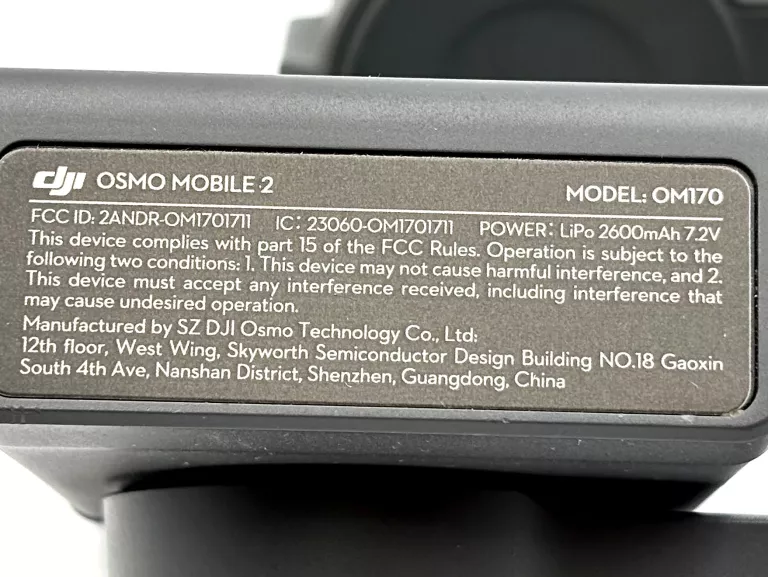 dji OSMO MOBILE 2
MODEL: OM170
FCC ID: 2ANDR-OM1701711 IC: 23060-OM1701711 POWER: LiPo 2600mAh 7.2V
This device complies with part 15 of the FCC Rules. Operation is subject to the
following two conditions: 1. This device may not cause harmful interference, and 2.
This device must accept any interference received, including interference that
may cause undesired operation.
Manufactured by SZ DJI Osmo Technology Co., Ltd:
12th floor, West Wing, Skyworth Semiconductor Design Building NO.18 Gaoxin
South 4th Ave, Nanshan District, Shenzhen, Guangdong, China